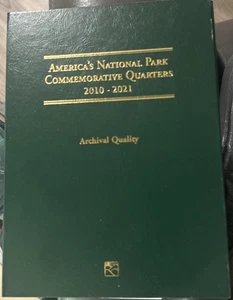 AMERICA'S NATIONAL PARK
COMMEMORATIVE QUARTERS
2010 - 2021
Archival Quality